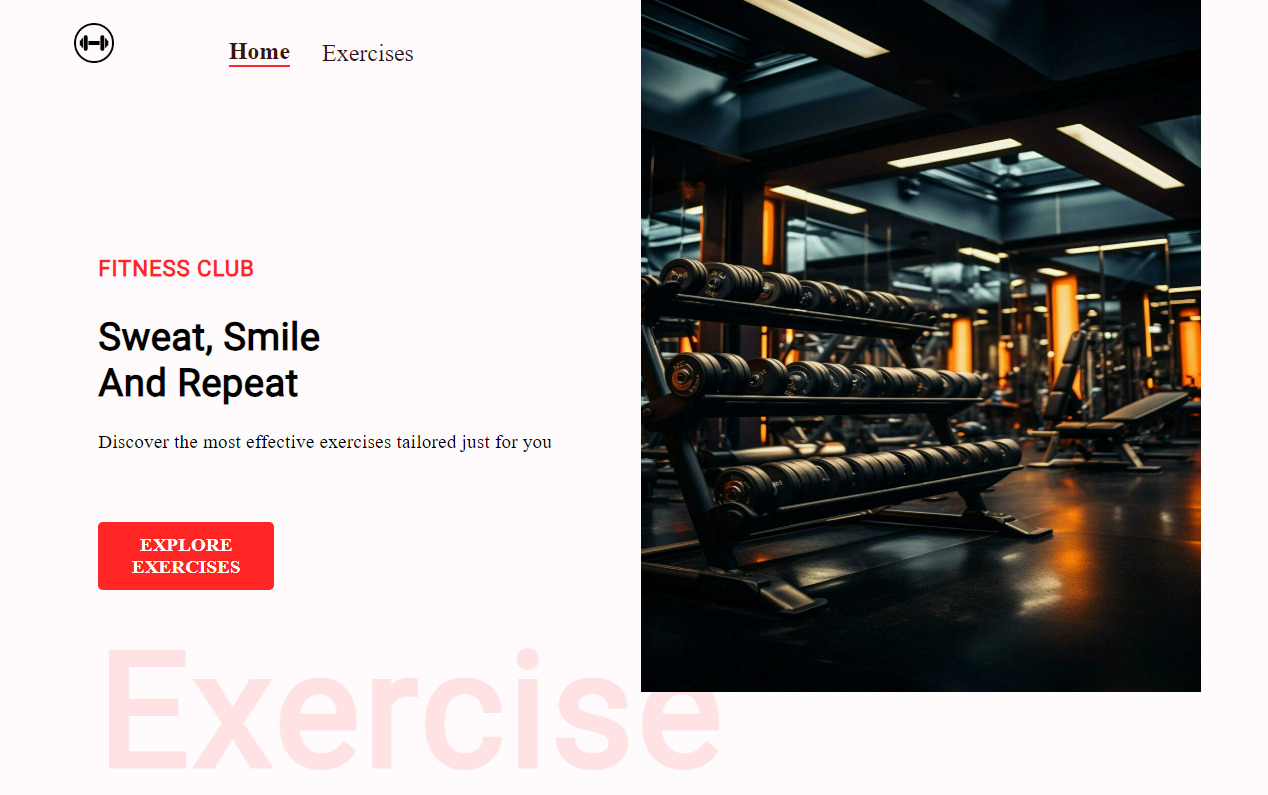 Home Exercises
FITNESS CLUB
Sweat, Smile
And Repeat
Discover the most effective exercises tailored just for you
EXPLORE
EXERCISES
Exercise